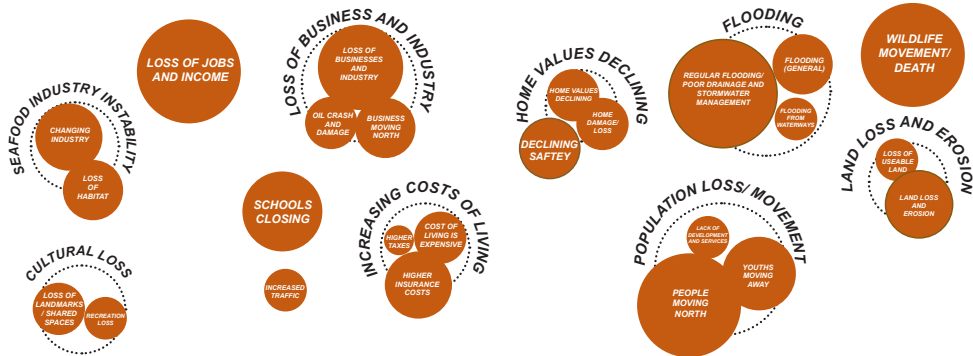 SEAFOOD INDUSTRY INSTABILITY
CHANGING
INDUSTRY
LOSS
OF
HABITAT
LOSS OF JOBS
AND INCOME
LOSS OF BUSINESS AND INDUSTRY
LOSS OF
BUSINESSES
AND
INDUSTRY
OIL CRASH
AND
DAMAGE
BUSINESS
MOVING
NORTH
HOME VALUES DECLINING
HOME VALUES
DECLINING
HOME
DAMAGE/
LOSS
DECLINING
SAFTEY
FLOODING
REGULAR FLOODING/
POOR DRAINAGE AND
STORMWATER
MANAGEMENT
FLOODING
(GENERAL)
FLOODING
FROM
WATERWAYS
WILDLIFE
MOVEMENT/
DEATH
LAND LOSS AND EROSION
LOSS OF
USEABLE
LAND
LAND LOSS
AND
EROSION
CULTURAL LOSS
LOSS OF
LANDMARKS
/ SHARED
SPACES
RECREATION
LOSS
SCHOOLS
CLOSING
INCREASED
TRAFFIC
INCREASING COSTS OF LIVING
HIGHER
TAXES
COST OF
LIVING IS
EXPENSIVE
HIGHER
INSURANCE
COSTS
POPULATION LOSS/ MOVEMENT
LACK OF
DEVELOPMENT
AND SERVICES
YOUTHS
MOVING
AWAY
PEOPLE
MOVING
NORTH